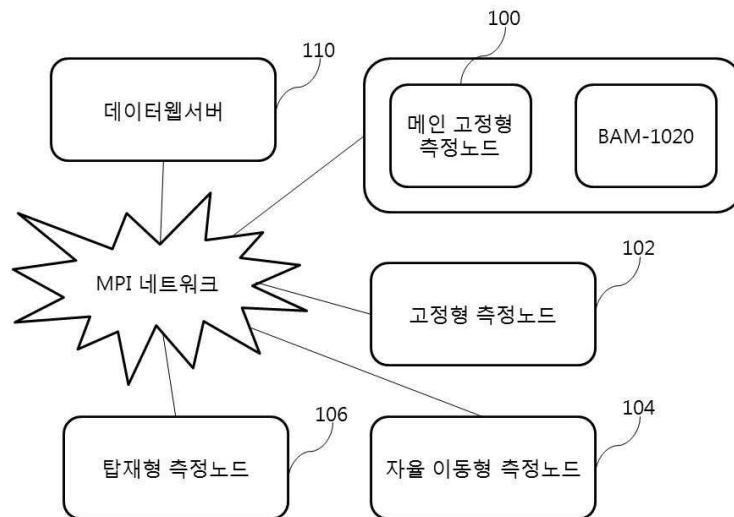 100
110
데이터웹서버
메인 고정형
측정노드
BAM-1020
MPI 네트워크
102
고정형 측정노드
106
탑재형 측정노드
104
자율 이동형 측정노드